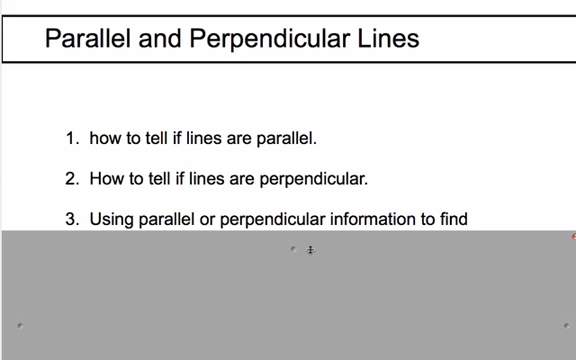 Parallel and Perpendicular Lines
1. how to tell if lines are parallel.
2. How to tell if lines are perpendicular.
3. Using parallel or perpendicular information to find